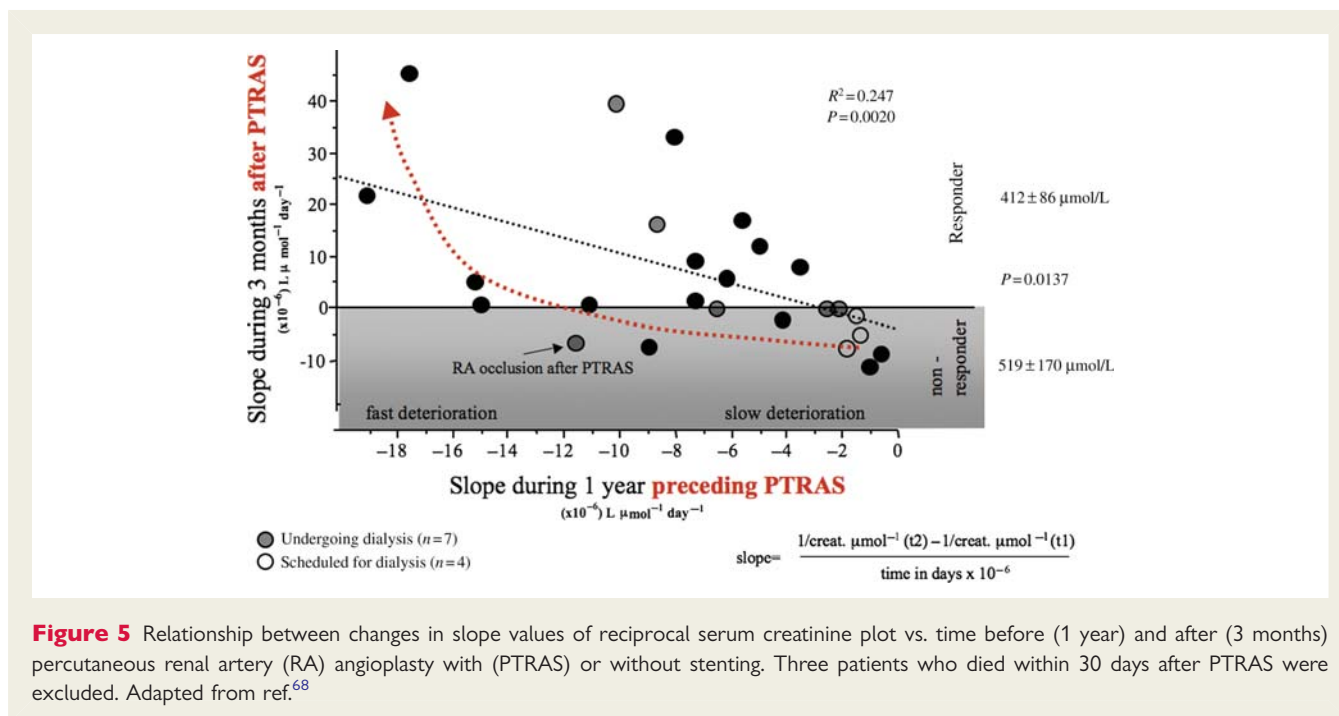 Slope during 3 months after PTRAS
(x10⁻⁶) L μ mol⁻¹ day⁻¹
40
30
20
10
0
-10
R²=0.247
P=0.0020
Responder
412±86 μmol/L
P=0.0137
non -
responder
519±170 μmol/L
RA occlusion after PTRAS
fast deterioration
slow deterioration
−18 −16 −14 −12 −10 −8 −6 −4 −2 0
Slope during 1 year preceding PTRAS
(x10⁻⁶) L μmol⁻¹ day⁻¹
Undergoing dialysis (n=7)
Scheduled for dialysis (n=4)
slope= 1/creat. μmol⁻¹ (t2) – 1/creat. μmol⁻¹ (t1)
time in days x 10⁻⁶
Figure 5 Relationship between changes in slope values of reciprocal serum creatinine plot vs. time before (1 year) and after (3 months)
percutaneous renal artery (RA) angioplasty with (PTRAS) or without stenting. Three patients who died within 30 days after PTRAS were
excluded. Adapted from ref.⁶⁸